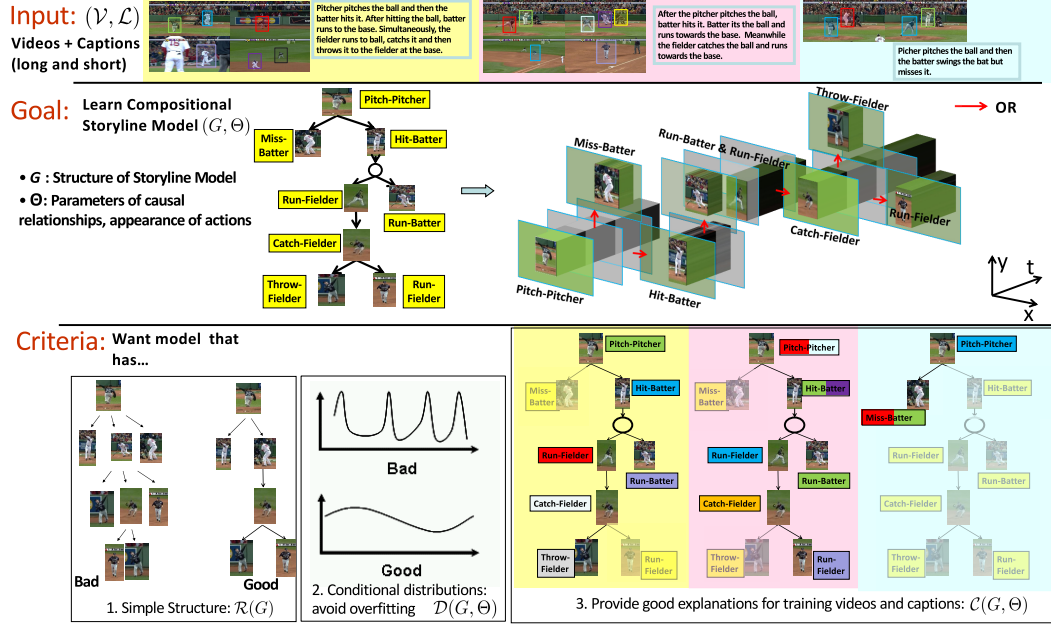 Input: (𝒱, ℒ)
Videos + Captions
(long and short)
Pitcher pitches the ball and then the
batter hits it. After hitting the ball, batter
runs to the base. Simultaneously, the
fielder runs to ball, catchs it and then
throws it to the fielder at the base.
After the pitcher pitches the ball,
batter hits it. Batter its the ball and
runs towards the base. Meanwhile
the fielder catches the ball and runs
towards the base.
Picher pitches the ball and then
the batter swings the bat but
misses it.
Goal:
Learn Compositional
Storyline Model (G, Θ)
• G : Structure of Storyline Model
• Θ: Parameters of causal
relationships, appearance of actions
Pitch-Pitcher
Miss-
Batter
Hit-Batter
Run-Fielder
Run-Batter
Catch-Fielder
Throw-
Fielder
Run-
Fielder
Throw-Fielder
OR
Miss-Batter
Run-Batter & Run-Fielder
Run-Fielder
Catch-Fielder
Pitch-Pitcher
Hit-Batter
y
t
x
Criteria:
Want model that
has…
Bad
Good
1. Simple Structure: ℛ(G)
Bad
Good
2. Conditional distributions:
avoid overfitting 𝒟(G, Θ)
Pitch-Pitcher
Miss-
Batter
Hit-Batter
Run-Fielder
Run-Batter
Catch-Fielder
Throw-
Fielder
Run-
Fielder
Pitch-Pitcher
Miss-
Batter
Hit-Batter
Run-Fielder
Run-Batter
Catch-Fielder
Throw-
Fielder
Run-
Fielder
Pitch-Pitcher
Hit-Batter
Miss-Batter
Run-Fielder
Run-Batter
Catch-Fielder
Throw-
Fielder
Run-
Fielder
3. Provide good explanations for training videos and captions: 𝒞(G, Θ)